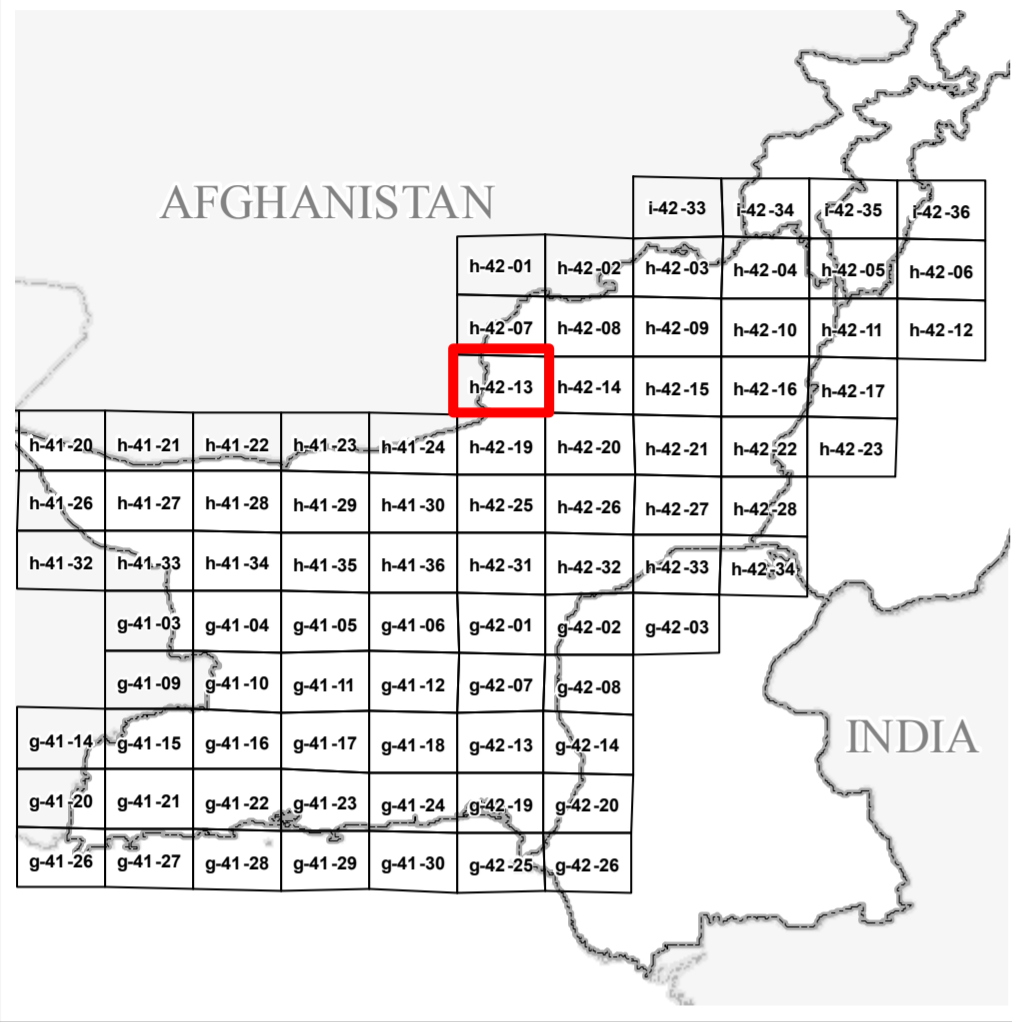 AFGHANISTAN
i-42-33 i-42-34 i-42-35 i-42-36
h-42-01 h-42-02 h-42-03 h-42-04 h-42-05 h-42-06
h-42-07 h-42-08 h-42-09 h-42-10 h-42-11 h-42-12
h-42-13 h-42-14 h-42-15 h-42-16 h-42-17
h-41-20 h-41-21 h-41-22 h-41-23 h-41-24 h-42-19 h-42-20 h-42-21 h-42-22 h-42-23
h-41-26 h-41-27 h-41-28 h-41-29 h-41-30 h-42-25 h-42-26 h-42-27 h-42-28
h-41-32 h-41-33 h-41-34 h-41-35 h-41-36 h-42-31 h-42-32 h-42-33 h-42-34
g-41-03 g-41-04 g-41-05 g-41-06 g-42-01 g-42-02 g-42-03
g-41-09 g-41-10 g-41-11 g-41-12 g-42-07 g-42-08
g-41-14 g-41-15 g-41-16 g-41-17 g-41-18 g-42-13 g-42-14
INDIA
g-41-20 g-41-21 g-41-22 g-41-23 g-41-24 g-42-19 g-42-20
g-41-26 g-41-27 g-41-28 g-41-29 g-41-30 g-42-25 g-42-26